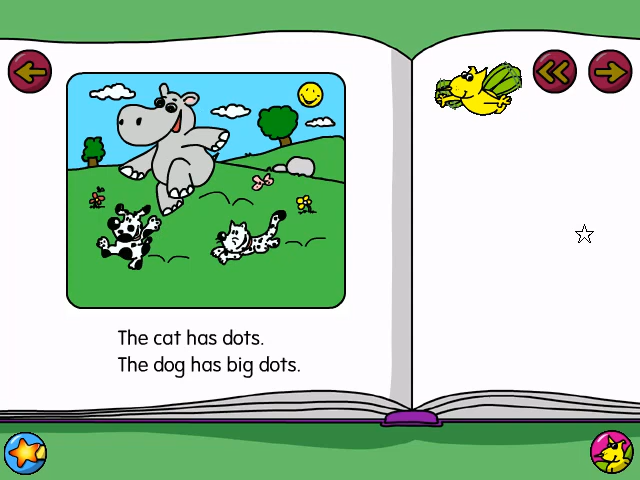 The cat has dots.
The dog has big dots.